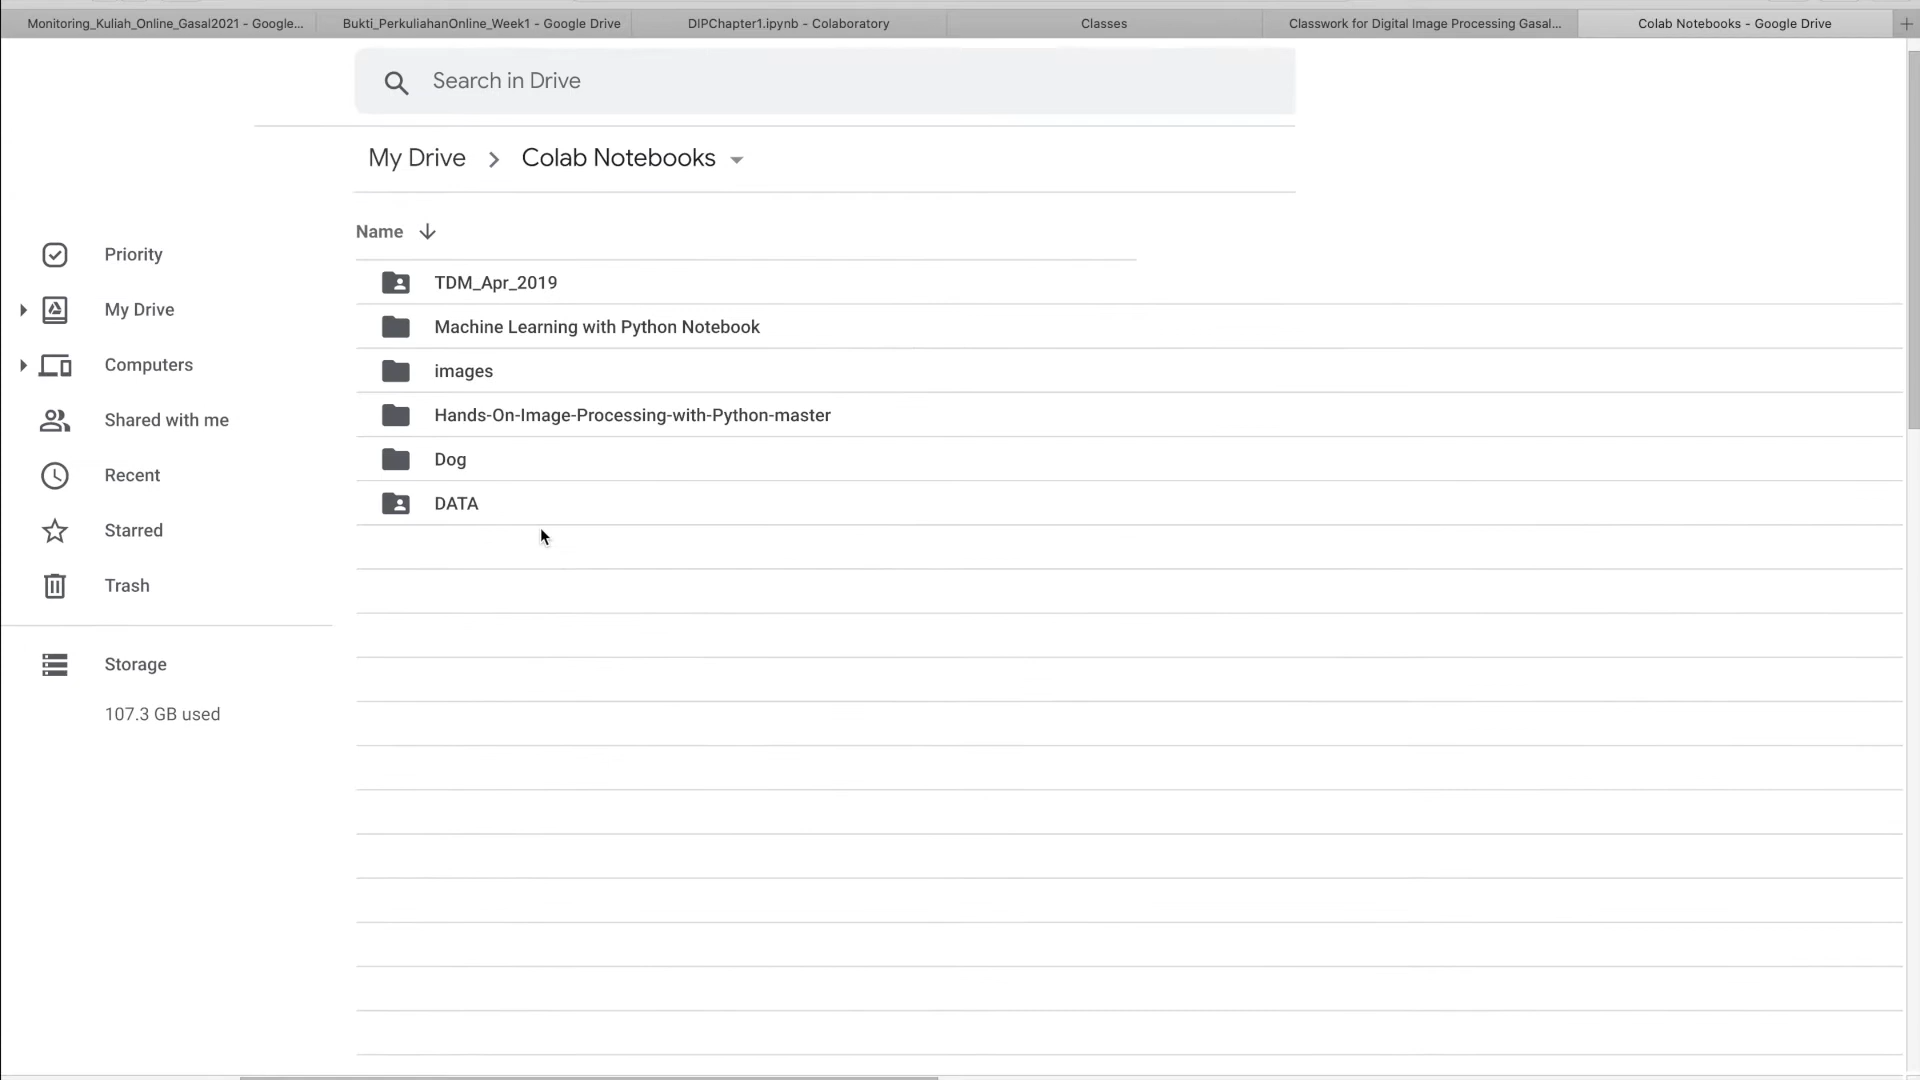 Monitoring_Kuliah_Online_Gasal2021 - Google...
Bukti_PerkuliahanOnline_Week1 - Google Drive
DIPChapter1.ipynb - Colaboratory
Classes
Classwork for Digital Image Processing Gasal...
Colab Notebooks - Google Drive
Search in Drive
My Drive
Colab Notebooks
Name
Priority
My Drive
Computers
Shared with me
Recent
Starred
Trash
Storage
107.3 GB used
TDM_Apr_2019
Machine Learning with Python Notebook
images
Hands-On-Image-Processing-with-Python-master
Dog
DATA